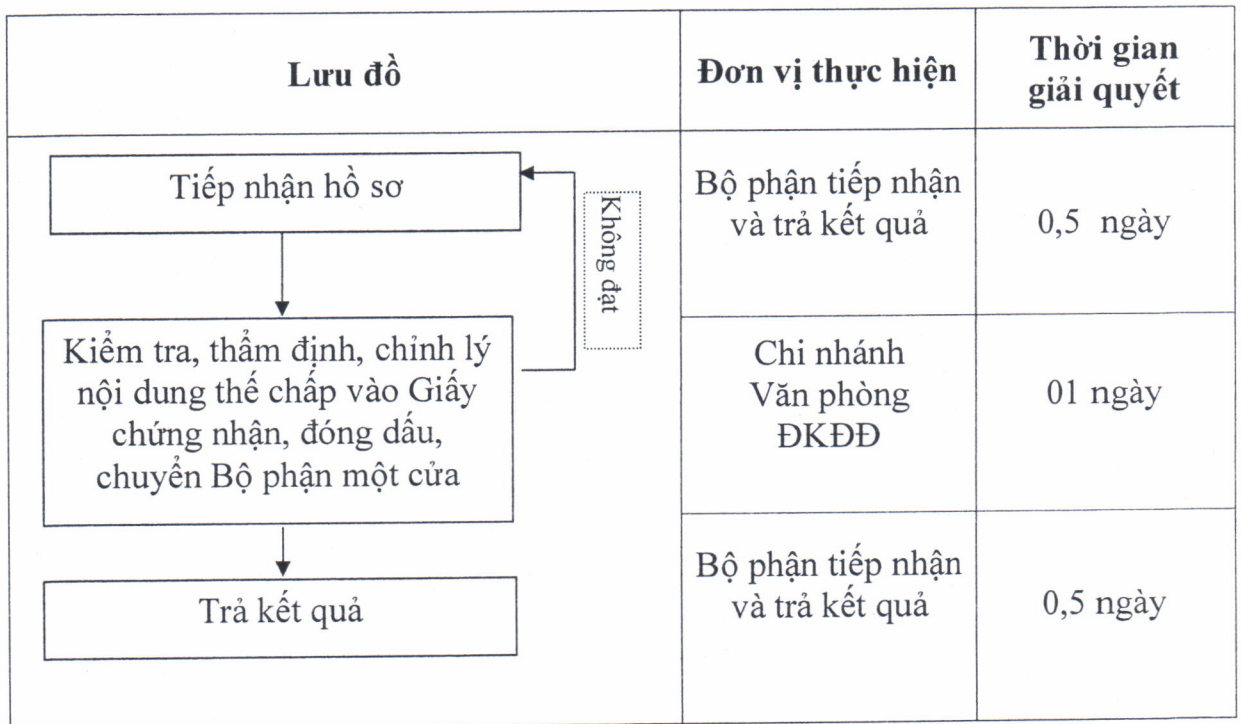 Lưu đồ
Đơn vị thực hiện
Thời gian
giải quyết
Tiếp nhận hồ sơ
Không đạt
Bộ phận tiếp nhận
và trả kết quả
0,5 ngày
Kiểm tra, thẩm định, chỉnh lý
nội dung thế chấp vào Giấy
chứng nhận, đóng dấu,
chuyển Bộ phận một cửa
Chi nhánh
Văn phòng
ĐKĐĐ
01 ngày
Trả kết quả
Bộ phận tiếp nhận
và trả kết quả
0,5 ngày